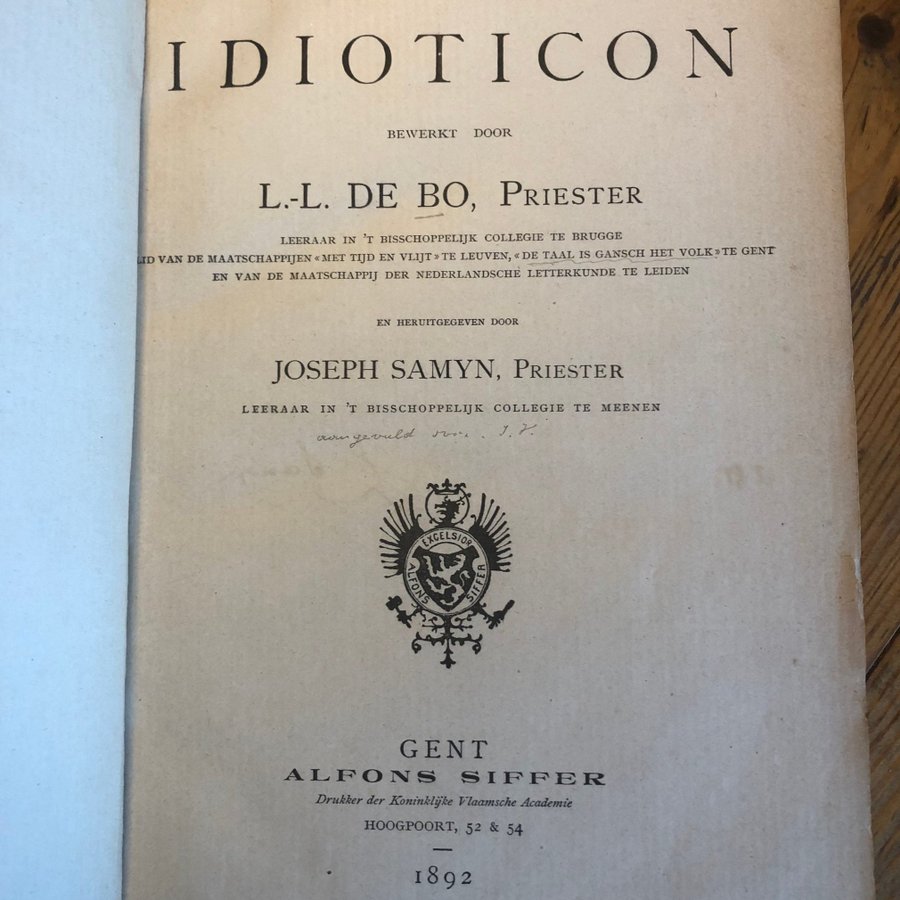 IDIOTICON
BEWERKT DOOR
L.-L. DE BO, PRIESTER
LEERAAR IN 'T BISSCHOPPELIJK COLLEGIE TE BRUGGE
LID VAN DE MAATSCHAPPIJEN «MET TIJD EN VLIJT» TE LEUVEN, «DE TAAL IS GANSCH HET VOLK» TE GENT
EN VAN DE MAATSCHAPPIJ DER NEDERLANDSCHE LETTERKUNDE TE LEIDEN
EN HERUITGEGEVEN DOOR
JOSEPH SAMYN, PRIESTER
LEERAAR IN 'T BISSCHOPPELIJK COLLEGIE TE MEENEN
aangevuld door
EXCELSIOR
ALFONS SIFFER
GENT
ALFONS SIFFER
Drukker der Koninklijke Vlaamsche Academie
HOOGPOORT, 52 & 54
1892